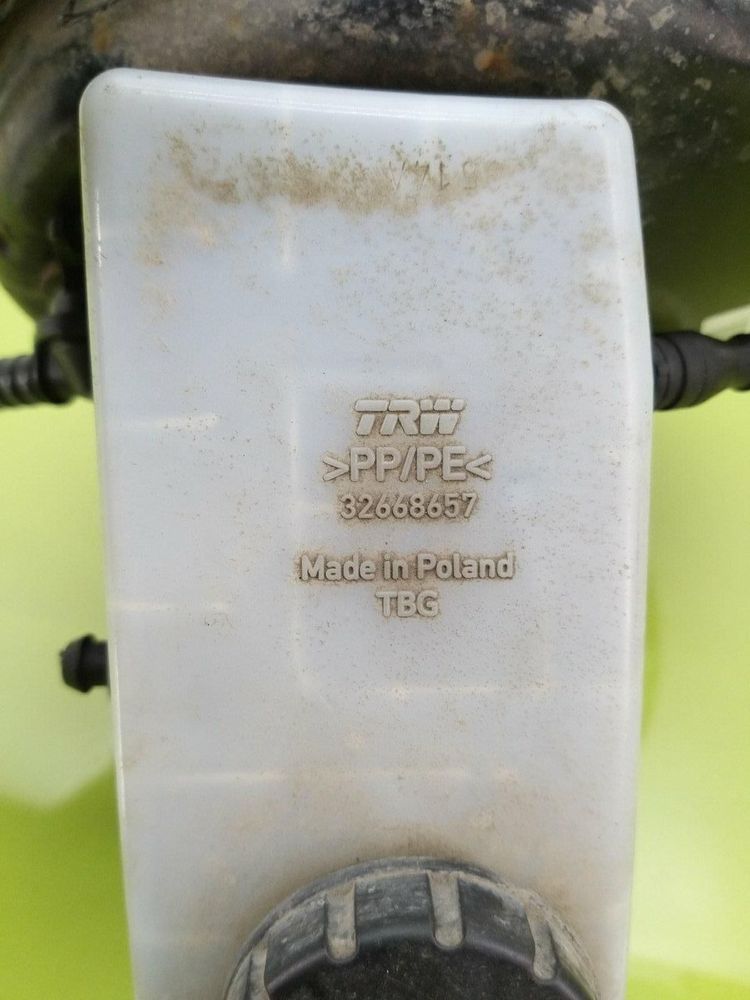 TRW
>PP/PE<
32668657
Made in Poland
TBG